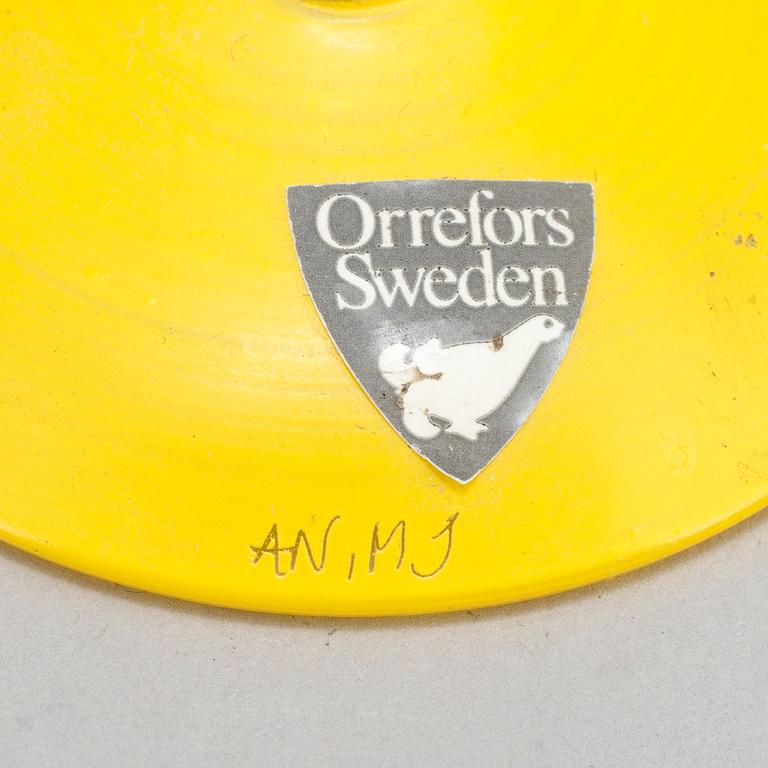 Orrefors
Sweden
AN, MJ